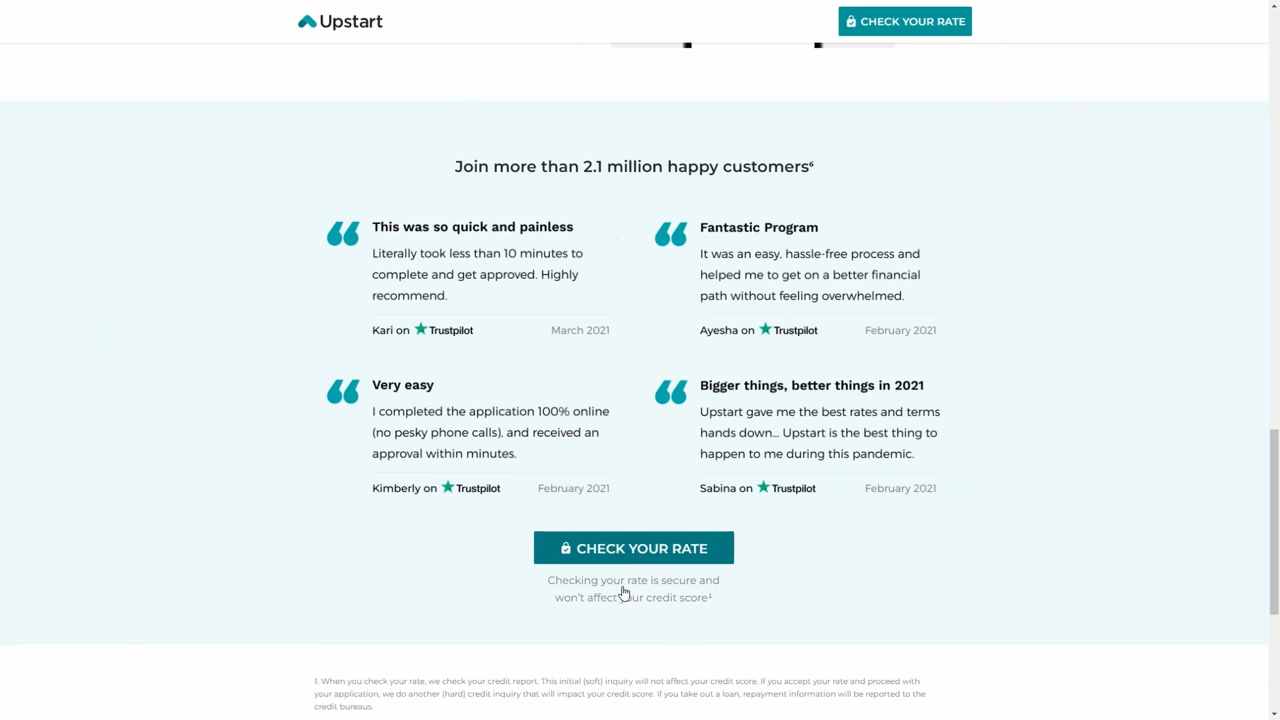 Upstart
CHECK YOUR RATE
Join more than 2.1 million happy customers⁶
This was so quick and painless
Literally took less than 10 minutes to
complete and get approved. Highly
recommend.
Kari on Trustpilot March 2021
Fantastic Program
It was an easy, hassle-free process and
helped me to get on a better financial
path without feeling overwhelmed.
Ayesha on Trustpilot February 2021
Very easy
I completed the application 100% online
(no pesky phone calls), and received an
approval within minutes.
Kimberly on Trustpilot February 2021
Bigger things, better things in 2021
Upstart gave me the best rates and terms
hands down... Upstart is the best thing to
happen to me during this pandemic.
Sabina on Trustpilot February 2021
CHECK YOUR RATE
Checking your rate is secure and
won't affect your credit score¹
1. When you check your rate, we check your credit report. This initial (soft) inquiry will not affect your credit score. If you accept your rate and proceed with
your application, we do another (hard) credit inquiry that will impact your credit score. If you take out a loan, repayment information will be reported to the
credit bureaus.